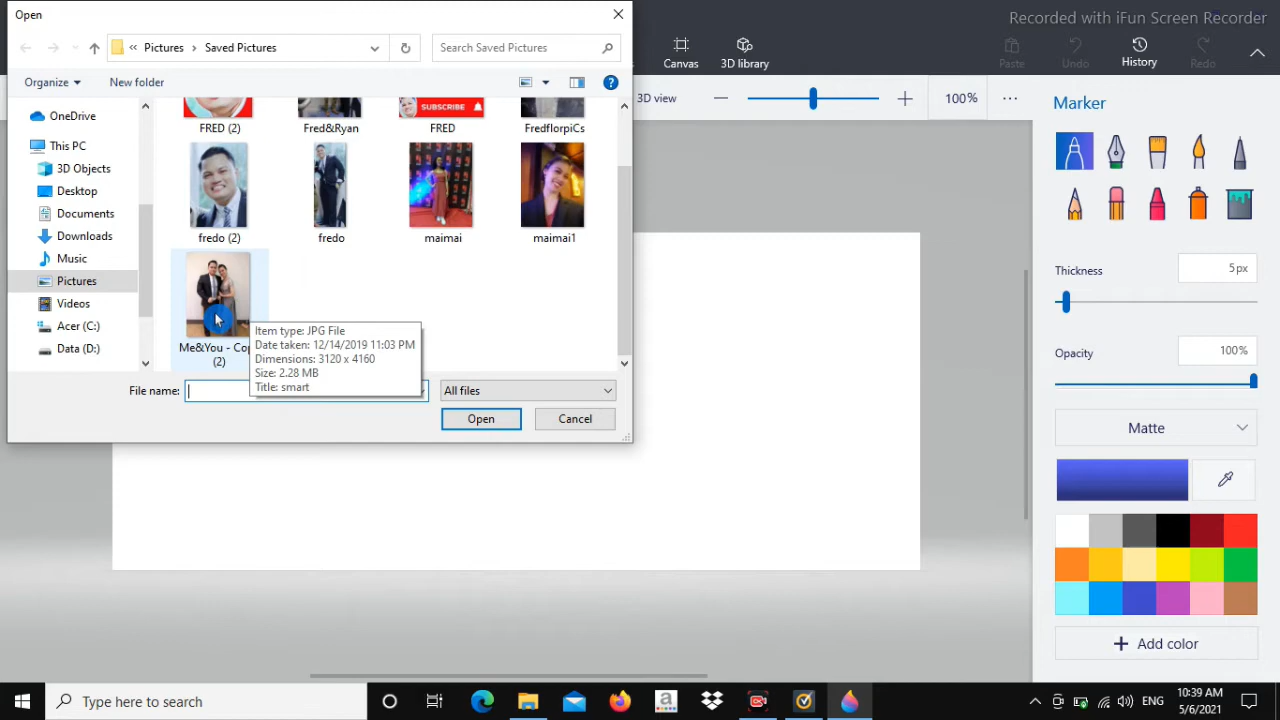 Open
Recorded with iFun Screen Recorder
« Pictures › Saved Pictures
Search Saved Pictures
Canvas
3D library
Paste
Undo
History
Redo
Organize
New folder
3D view
100%
Marker
OneDrive
This PC
3D Objects
Desktop
Documents
Downloads
Music
Pictures
Videos
Acer (C:)
Data (D:)
SUBSCRIBE
FRED (2)
Fred&Ryan
FRED
FredflorpiCs
fredo (2)
fredo
maimai
maimai1
Me&You - Cop
(2)
Item type: JPG File
Date taken: 12/14/2019 11:03 PM
Dimensions: 3120 x 4160
Size: 2.28 MB
Title: smart
File name:
All files
Open
Cancel
Thickness
5px
Opacity
100%
Matte
Add color
Type here to search
ENG
10:39 AM
5/6/2021